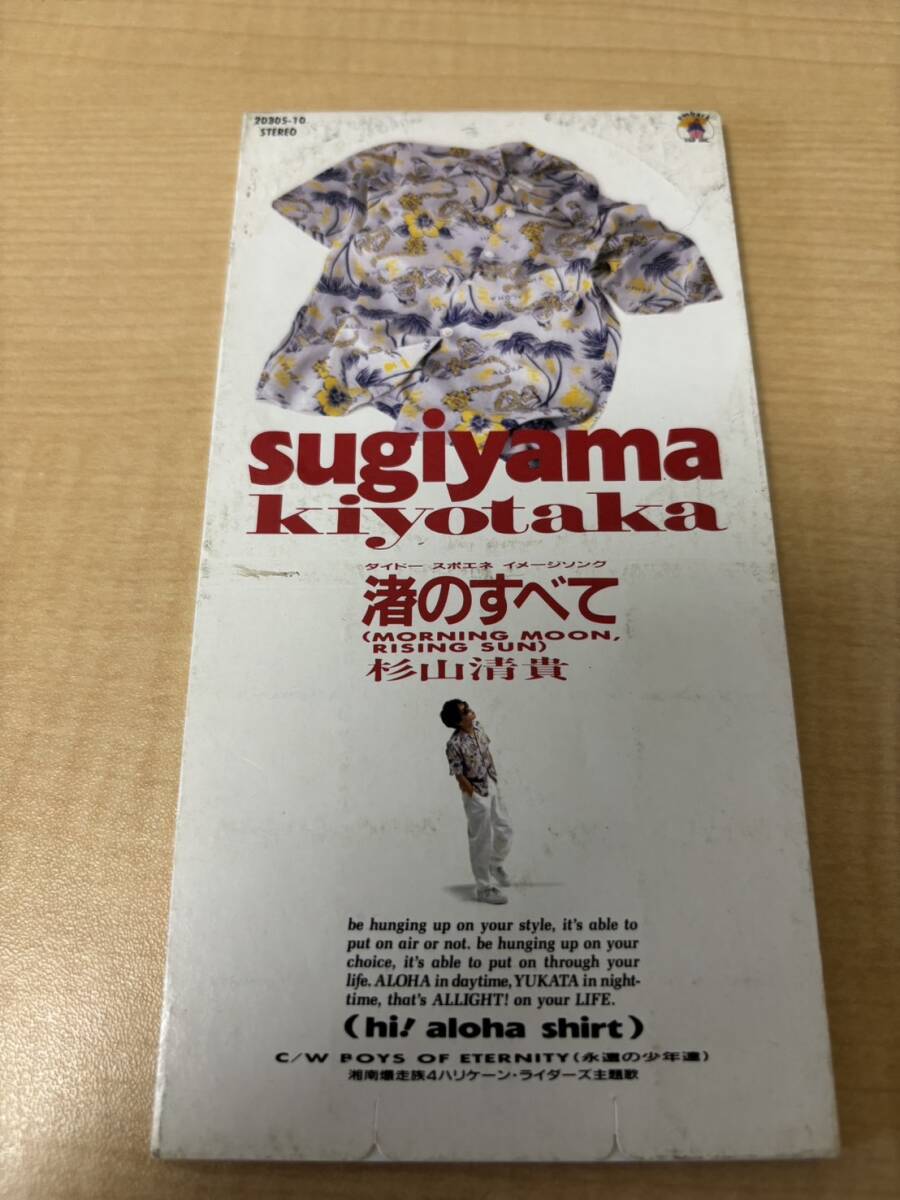 20305-10
STEREO
sugiyama
kiyotaka
タイドー スポエネ イメージソング
渚のすべて
(MORNING MOON,
RISING SUN)
杉山清貴
be hunging up on your style, it's able to
put on air or not. be hunging up on your
choice, it's able to put on through your
life. ALOHA in daytime, YUKATA in night-
time, that's ALLIGHT! on your LIFE.
(hi! aloha shirt)
C/W BOYS OF ETERNITY(永遠の少年達)
湘南爆走族4ハリケーン・ライダーズ主題歌